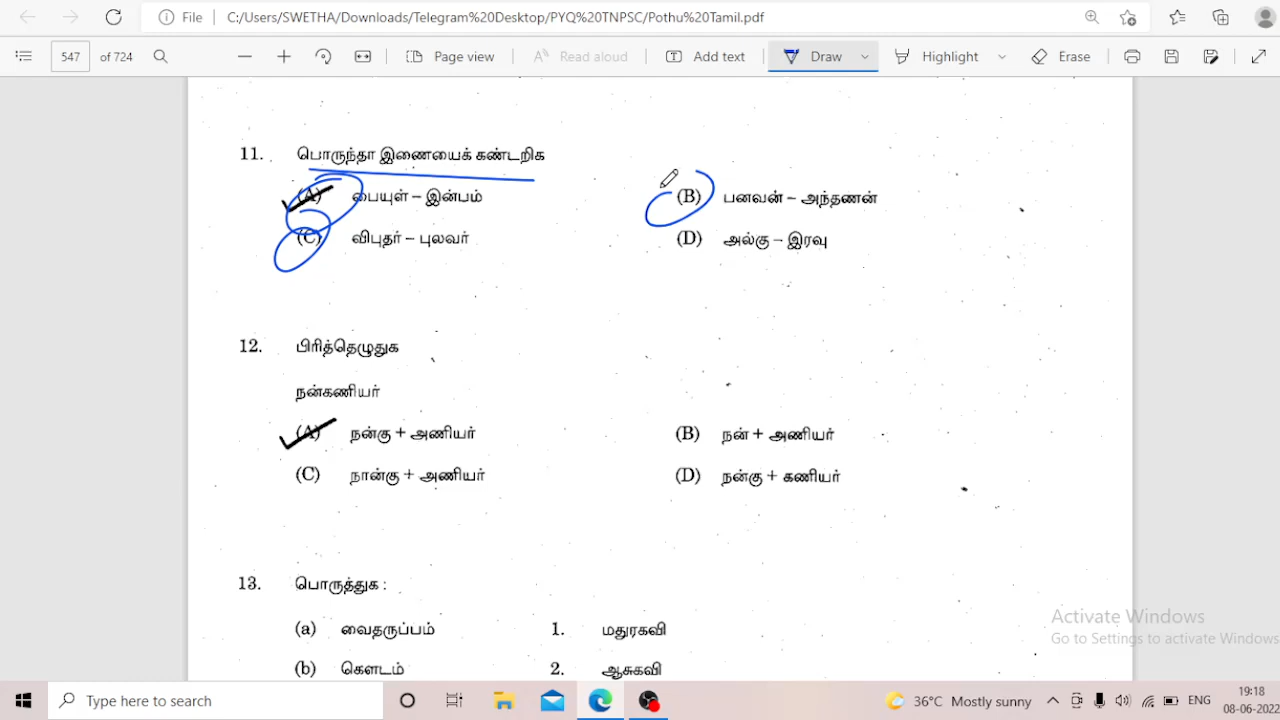 File C:/Users/SWETHA/Downloads/Telegram%20Desktop/PYQ%20TNPSC/Pothu%20Tamil.pdf
547 of 724 Page view Read aloud Add text Draw Highlight Erase
11. பொருந்தா இணையைக் கண்டறிக
(A) பையுள் – இன்பம் (B) பனவன் – அந்தணன்
(C) விபுதர் – புலவர் (D) அல்கு – இரவு
12. பிரித்தெழுதுக
நன்கணியர்
(A) நன்கு + அணியர் (B) நன் + அணியர்
(C) நான்கு + அணியர் (D) நன்கு + கணியர்
13. பொருத்துக :
(a) வைதருப்பம் 1. மதுரகவி
(b) கௌடம் 2. ஆசுகவி
Activate Windows
Go to Settings to activate Windows
Type here to search 36°C Mostly sunny ENG 19:18
08-06-2022